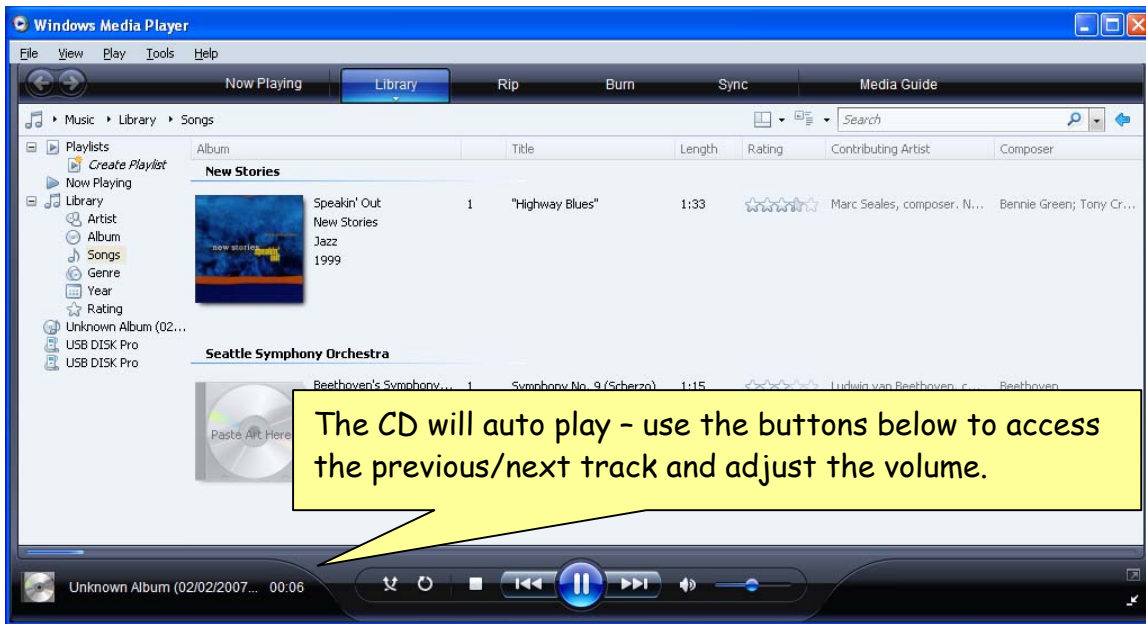 Windows Media Player
File View Play Tools Help
Now Playing Library Rip Burn Sync Media Guide
Music Library Songs Search
Playlists
Create Playlist
Now Playing
Library
Artist
Album
Songs
Genre
Year
Rating
Unknown Album (02...
USB DISK Pro
USB DISK Pro
Album Title Length Rating Contributing Artist Composer
New Stories
new stories
Speakin' Out 1 "Highway Blues" 1:33 Marc Seales, composer. N... Bennie Green; Tony Cr...
New Stories
Jazz
1999
Seattle Symphony Orchestra
Beethoven's Symphony... 1 Symphony No. 9 (Scherzo) 1:15 Ludwig van Beethoven, c... Beethoven
Paste Art Here
The CD will auto play – use the buttons below to access
the previous/next track and adjust the volume.
Unknown Album (02/02/2007... 00:06